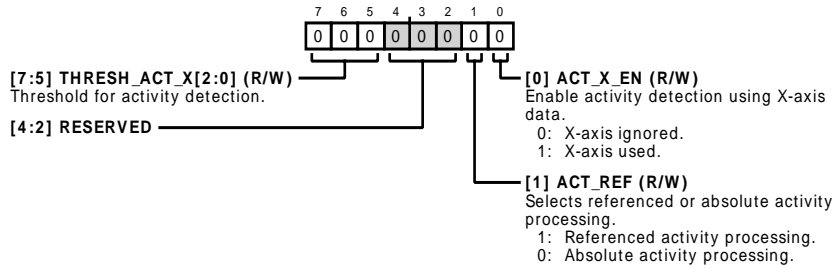 7 6 5 4 3 2 1 0
0 0 0 0 0 0 0 0
[7:5] THRESH_ACT_X[2:0] (R/W)
Threshold for activity detection.
[4:2] RESERVED
[0] ACT_X_EN (R/W)
Enable activity detection using X-axis
data.
0: X-axis ignored.
1: X-axis used.
[1] ACT_REF (R/W)
Selects referenced or absolute activity
processing.
1: Referenced activity processing.
0: Absolute activity processing.